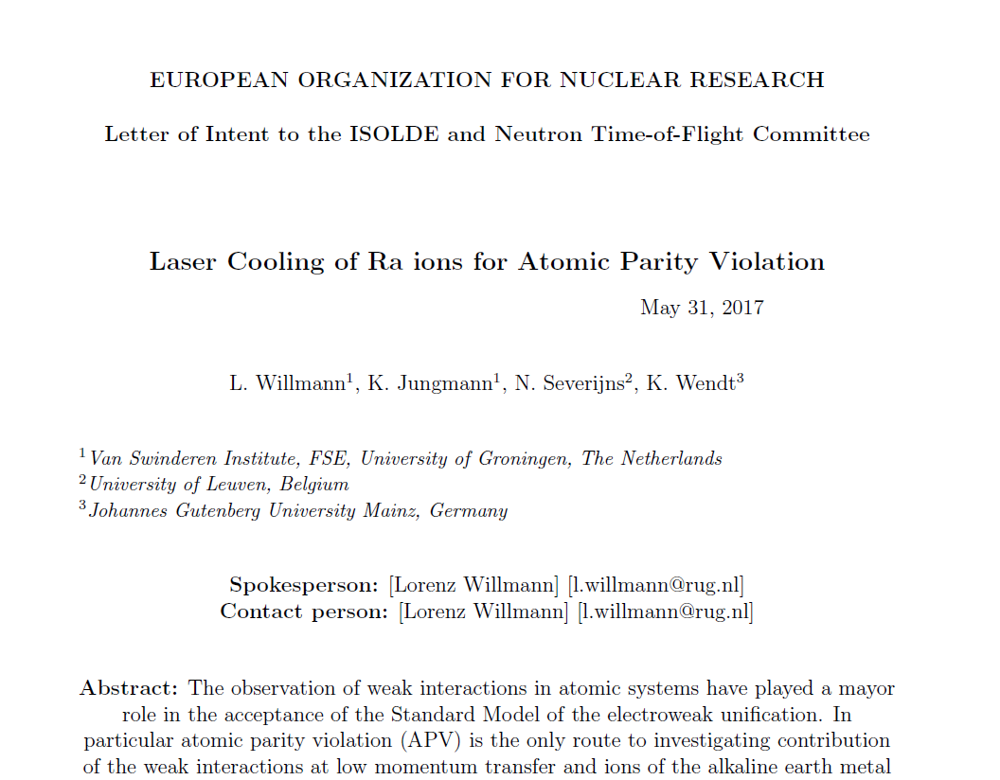 EUROPEAN ORGANIZATION FOR NUCLEAR RESEARCH
Letter of Intent to the ISOLDE and Neutron Time-of-Flight Committee
Laser Cooling of Ra ions for Atomic Parity Violation
May 31, 2017
L. Willmann¹, K. Jungmann¹, N. Severijns², K. Wendt³
¹ Van Swinderen Institute, FSE, University of Groningen, The Netherlands
² University of Leuven, Belgium
³ Johannes Gutenberg University Mainz, Germany
Spokesperson: [Lorenz Willmann] [l.willmann@rug.nl]
Contact person: [Lorenz Willmann] [l.willmann@rug.nl]
Abstract: The observation of weak interactions in atomic systems have played a mayor
role in the acceptance of the Standard Model of the electroweak unification. In
particular atomic parity violation (APV) is the only route to investigating contribution
of the weak interactions at low momentum transfer and ions of the alkaline earth metal